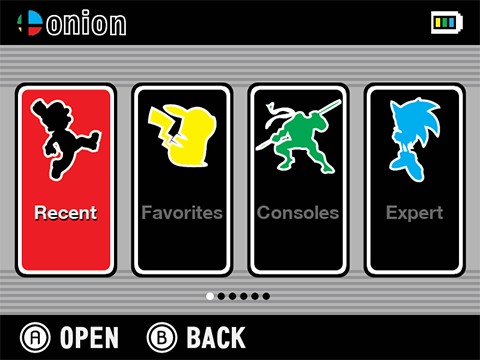 onion
Recent
Favorites
Consoles
Expert
A OPEN B BACK